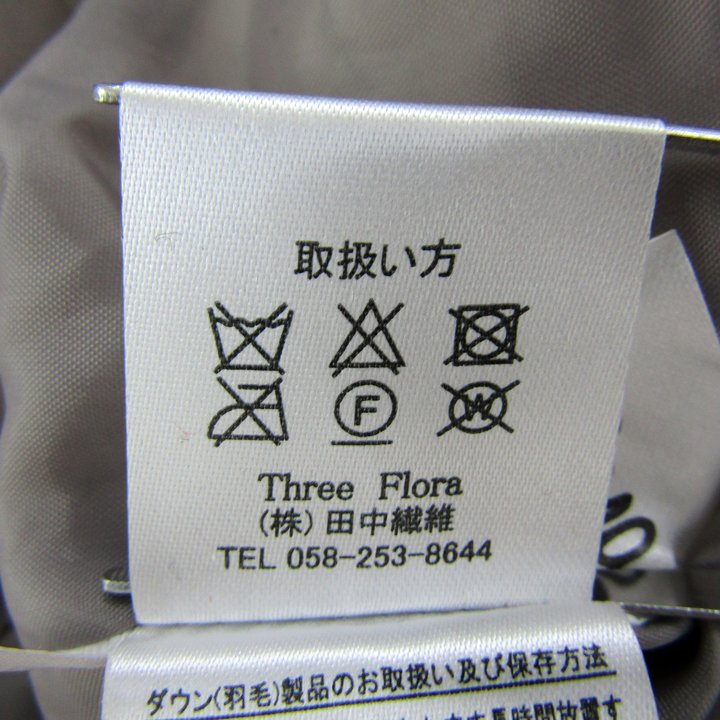 取扱い方
F
W
Three Flora
(株)田中繊維
TEL 058-253-8644
ダウン(羽毛)製品のお取扱い及び保存方法